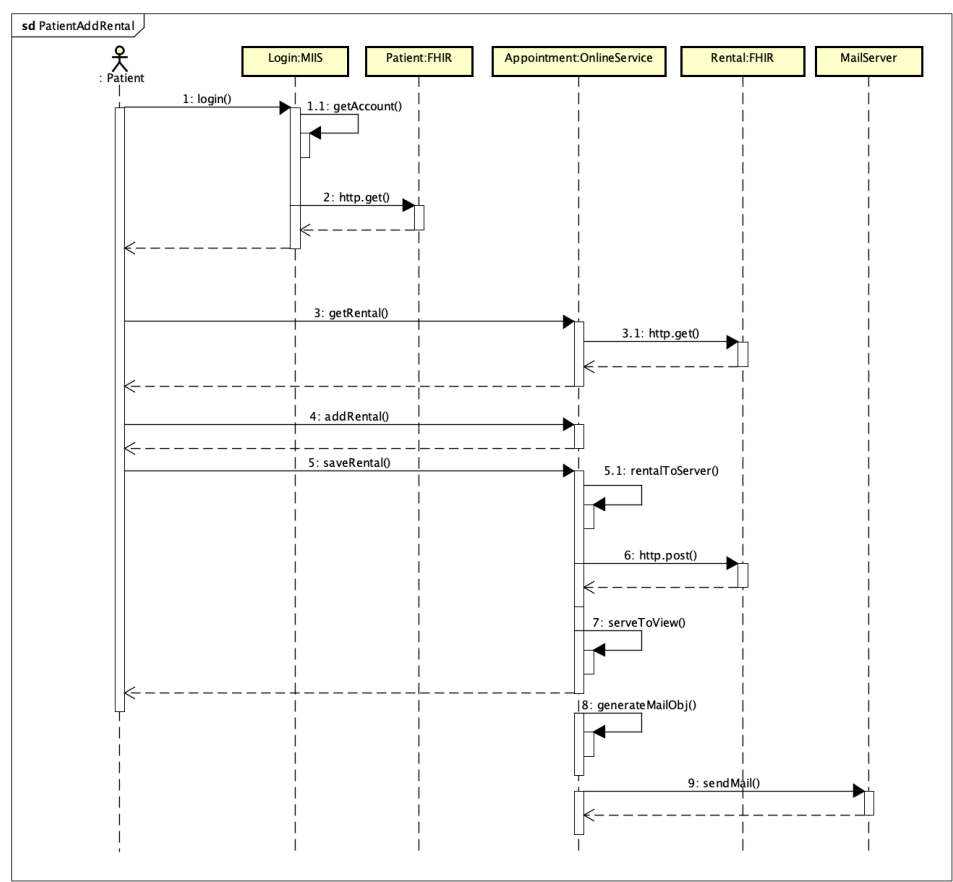 sd PatientAddRental
: Patient
Login:MIIS
Patient:FHIR
Appointment:OnlineService
Rental:FHIR
MailServer
1: login()
1.1: getAccount()
2: http.get()
3: getRental()
3.1: http.get()
4: addRental()
5: saveRental()
5.1: rentalToServer()
6: http.post()
7: serveToView()
8: generateMailObj()
9: sendMail()